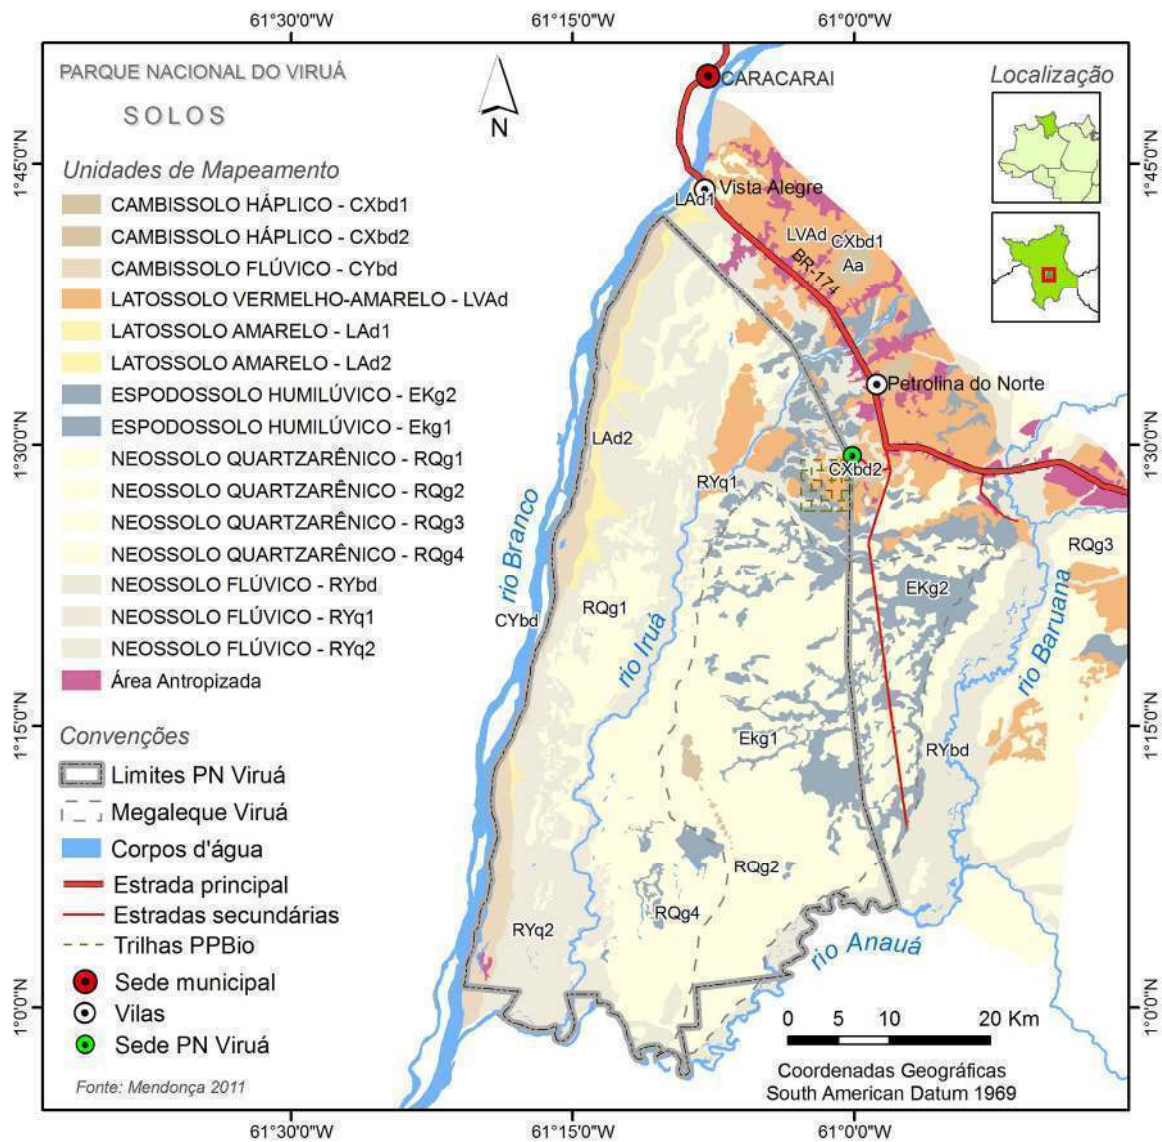 61°30'0"W 61°15'0"W 61°0'0"W
PARQUE NACIONAL DO VIRUÁ
SOLOS
N
CARACARAI
Localização
1°45'0"N
1°45'0"N
Unidades de Mapeamento
CAMBISSOLO HÁPLICO - CXbd1
CAMBISSOLO HÁPLICO - CXbd2
CAMBISSOLO FLÚVICO - CYbd
LATOSSOLO VERMELHO-AMARELO - LVAd
LATOSSOLO AMARELO - LAd1
LATOSSOLO AMARELO - LAd2
ESPODOSSOLO HUMILÚVICO - EKg2
ESPODOSSOLO HUMILÚVICO - Ekg1
NEOSSOLO QUARTZARÊNICO - RQg1
NEOSSOLO QUARTZARÊNICO - RQg2
NEOSSOLO QUARTZARÊNICO - RQg3
NEOSSOLO QUARTZARÊNICO - RQg4
NEOSSOLO FLÚVICO - RYbd
NEOSSOLO FLÚVICO - RYq1
NEOSSOLO FLÚVICO - RYq2
Área Antropizada
Convenções
Limites PN Viruá
Megaleque Viruá
Corpos d'água
Estrada principal
Estradas secundárias
Trilhas PPBio
Sede municipal
Vilas
Sede PN Viruá
Fonte: Mendonça 2011
Vista Alegre
LAd1
LVAd
CXbd1
Aa
BR-174
Petrolina do Norte
1°30'0"N
1°30'0"N
LAd2
CXbd2
RYq1
rio Branco
RQg3
EKg2
RQg1
CYbd
rio Iruá
rio Baruana
1°15'0"N
1°15'0"N
Ekg1
RYbd
RQg2
RQg4
RYq2
rio Anauá
1°0'0"N
1°0'0"N
0 5 10 20 Km
Coordenadas Geográficas
South American Datum 1969
61°30'0"W 61°15'0"W 61°0'0"W